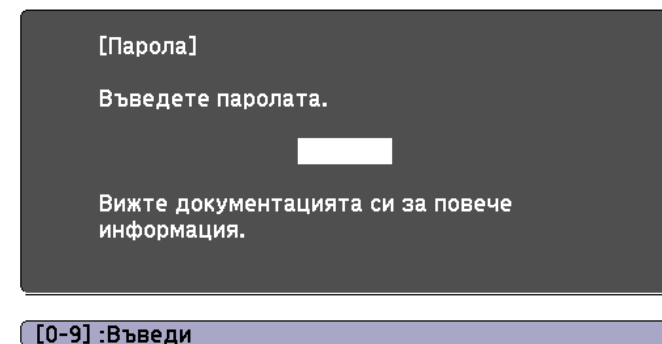 [Парола]
Въведете паролата.
Вижте документацията си за повече
информация.
[0-9] :Въведи